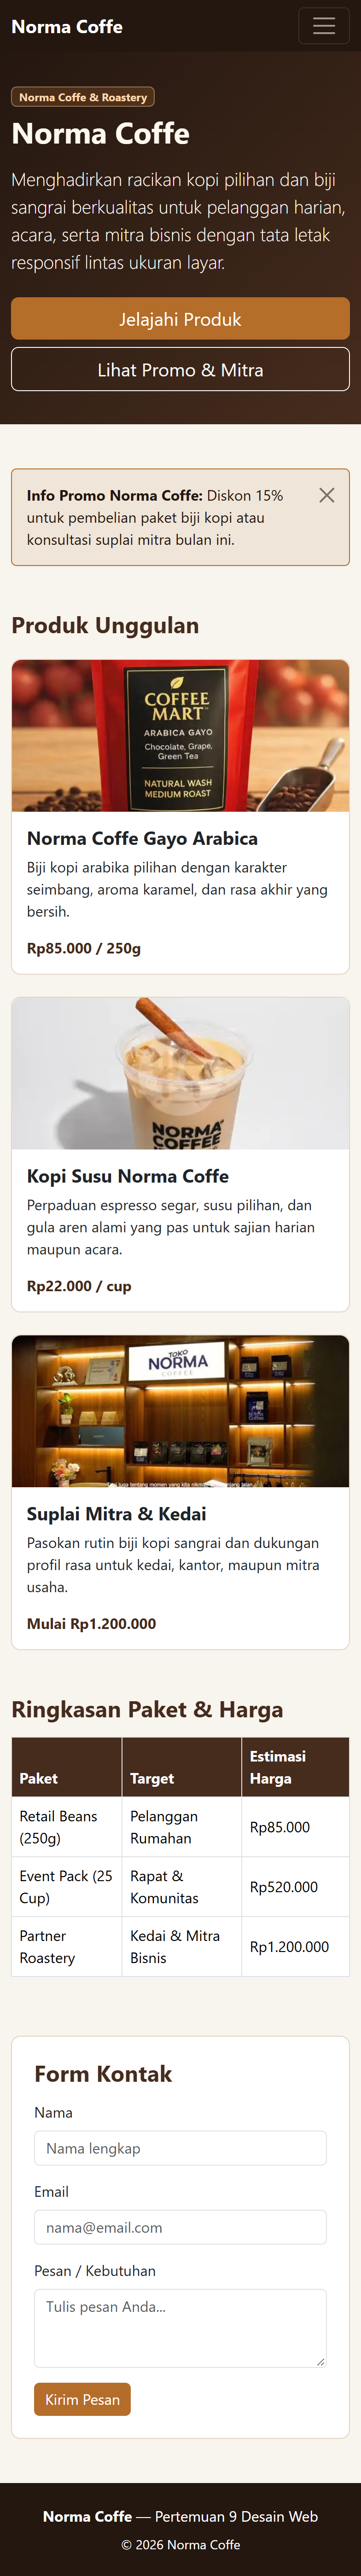 Norma Coffe
Norma Coffe & Roastery
Norma Coffe
Menghadirkan racikan kopi pilihan dan biji
sangrai berkualitas untuk pelanggan harian,
acara, serta mitra bisnis dengan tata letak
responsif lintas ukuran layar.
Jelajahi Produk
Lihat Promo & Mitra
Info Promo Norma Coffe: Diskon 15%
untuk pembelian paket biji kopi atau
konsultasi suplai mitra bulan ini.
Produk Unggulan
COFFEE
MART
ARABICA GAYO
Chocolate, Grape,
Green Tea
NATURAL WASH
MEDIUM ROAST
Norma Coffe Gayo Arabica
Biji kopi arabika pilihan dengan karakter
seimbang, aroma karamel, dan rasa akhir yang
bersih.
Rp85.000 / 250g
NORMA
COFFEE
Kopi Susu Norma Coffe
Perpaduan espresso segar, susu pilihan, dan
gula aren alami yang pas untuk sajian harian
maupun acara.
Rp22.000 / cup
TOKO
NORMA
COFFEE
Suplai Mitra & Kedai
Pasokan rutin biji kopi sangrai dan dukungan
profil rasa untuk kedai, kantor, maupun mitra
usaha.
Mulai Rp1.200.000
Ringkasan Paket & Harga
Paket Target Estimasi Harga
Retail Beans (250g) Pelanggan Rumahan Rp85.000
Event Pack (25 Cup) Rapat & Komunitas Rp520.000
Partner Roastery Kedai & Mitra Bisnis Rp1.200.000
Form Kontak
Nama
Nama lengkap
Email
nama@email.com
Pesan / Kebutuhan
Tulis pesan Anda...
Kirim Pesan
Norma Coffe — Pertemuan 9 Desain Web
© 2026 Norma Coffe